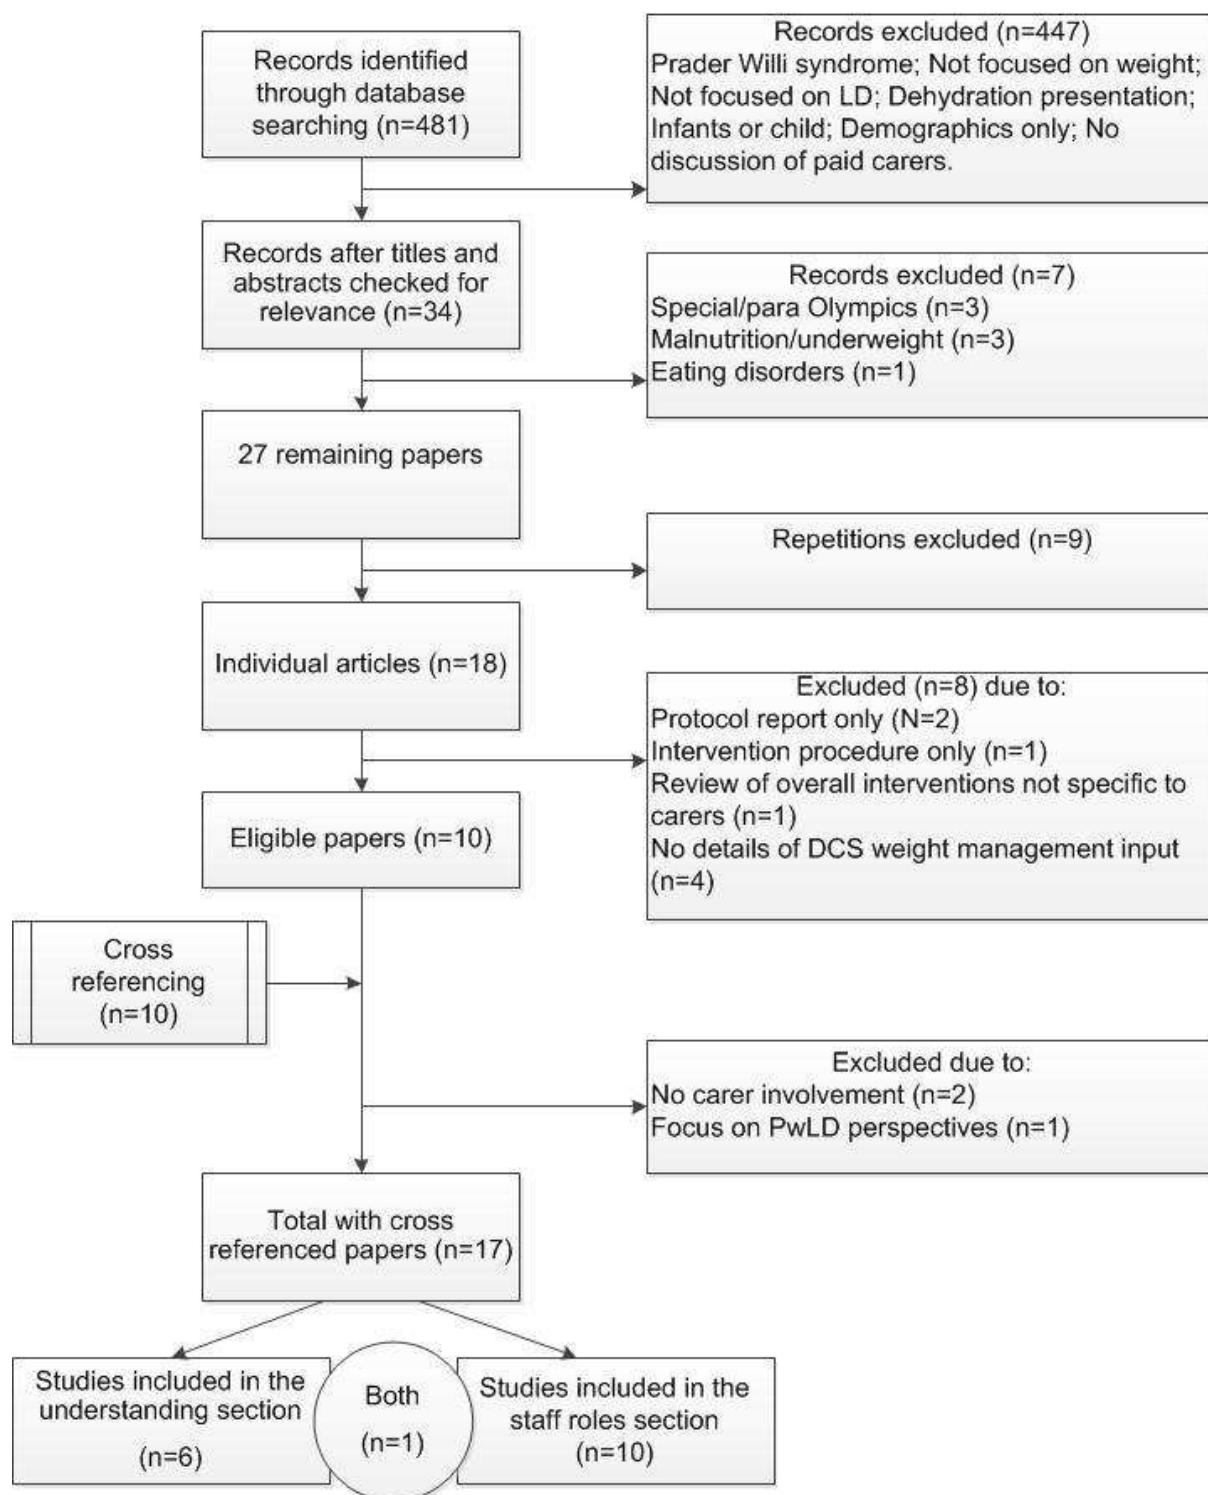 Records identified
through database
searching (n=481)
Records excluded (n=447)
Prader Willi syndrome; Not focused on weight;
Not focused on LD; Dehydration presentation;
Infants or child; Demographics only; No
discussion of paid carers.
Records after titles and
abstracts checked for
relevance (n=34)
Records excluded (n=7)
Special/para Olympics (n=3)
Malnutrition/underweight (n=3)
Eating disorders (n=1)
27 remaining papers
Repetitions excluded (n=9)
Individual articles (n=18)
Excluded (n=8) due to:
Protocol report only (N=2)
Intervention procedure only (n=1)
Review of overall interventions not specific to
carers (n=1)
No details of DCS weight management input
(n=4)
Eligible papers (n=10)
Cross
referencing
(n=10)
Excluded due to:
No carer involvement (n=2)
Focus on PwLD perspectives (n=1)
Total with cross
referenced papers (n=17)
Studies included in the
understanding section
(n=6)
Both
(n=1)
Studies included in the
staff roles section
(n=10)